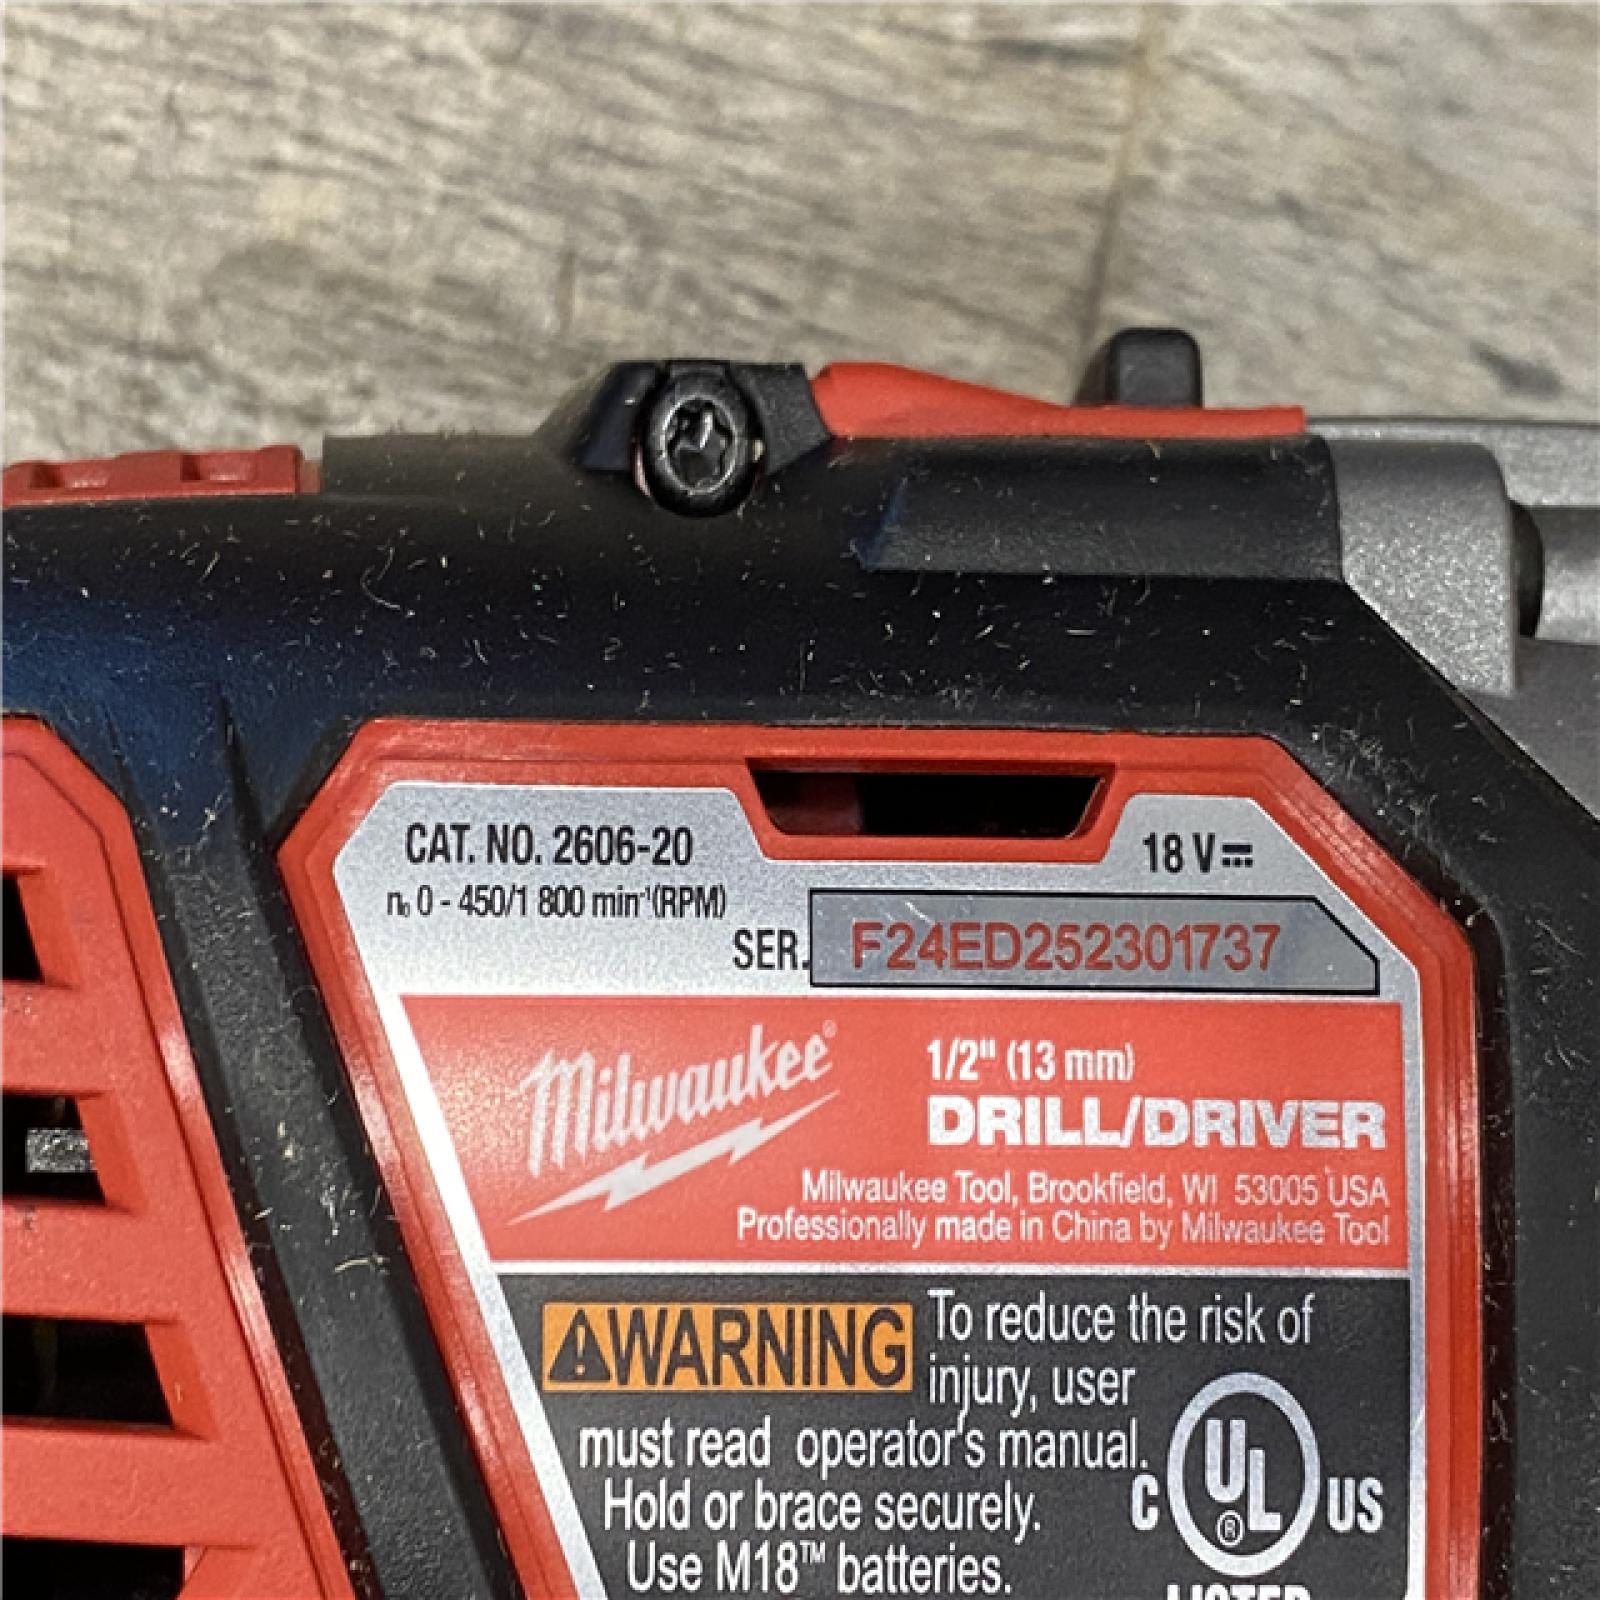 CAT. NO. 2606-20
18 V⎓
n₀ 0 - 450/1 800 min⁻¹(RPM)
SER. F24ED252301737
Milwaukee®
1/2" (13 mm)
DRILL/DRIVER
Milwaukee Tool, Brookfield, WI 53005 USA
Professionally made in China by Milwaukee Tool
⚠WARNING To reduce the risk of
injury, user
must read operator's manual.
Hold or brace securely.
Use M18™ batteries.
C UL® US
LISTED